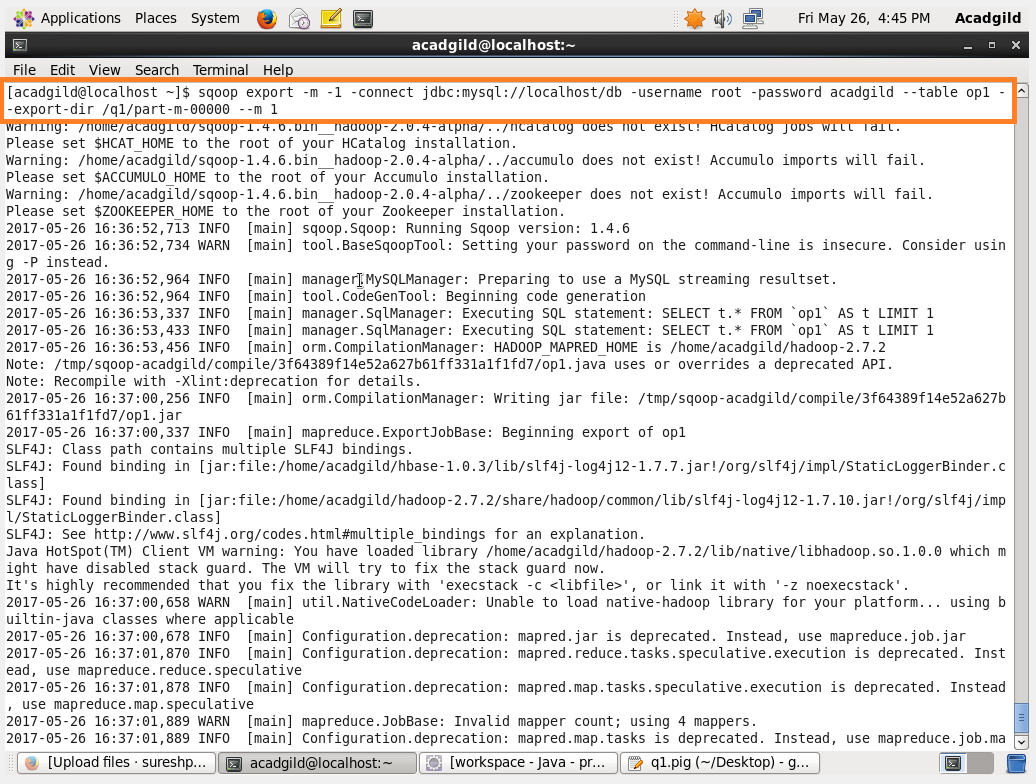 Applications Places System Fri May 26, 4:45 PM Acadgild
acadgild@localhost:~
File Edit View Search Terminal Help
[acadgild@localhost ~]$ sqoop export -m -1 -connect jdbc:mysql://localhost/db -username root -password acadgild --table op1 -
-export-dir /q1/part-m-00000 --m 1
Warning: /home/acadgild/sqoop-1.4.6.bin__hadoop-2.0.4-alpha/../hcatalog does not exist! HCatalog jobs will fail.
Please set $HCAT_HOME to the root of your HCatalog installation.
Warning: /home/acadgild/sqoop-1.4.6.bin__hadoop-2.0.4-alpha/../accumulo does not exist! Accumulo imports will fail.
Please set $ACCUMULO_HOME to the root of your Accumulo installation.
Warning: /home/acadgild/sqoop-1.4.6.bin__hadoop-2.0.4-alpha/../zookeeper does not exist! Accumulo imports will fail.
Please set $ZOOKEEPER_HOME to the root of your Zookeeper installation.
2017-05-26 16:36:52,713 INFO  [main] sqoop.Sqoop: Running Sqoop version: 1.4.6
2017-05-26 16:36:52,734 WARN  [main] tool.BaseSqoopTool: Setting your password on the command-line is insecure. Consider usin
g -P instead.
2017-05-26 16:36:52,964 INFO  [main] manager.MySQLManager: Preparing to use a MySQL streaming resultset.
2017-05-26 16:36:52,964 INFO  [main] tool.CodeGenTool: Beginning code generation
2017-05-26 16:36:53,337 INFO  [main] manager.SqlManager: Executing SQL statement: SELECT t.* FROM `op1` AS t LIMIT 1
2017-05-26 16:36:53,433 INFO  [main] manager.SqlManager: Executing SQL statement: SELECT t.* FROM `op1` AS t LIMIT 1
2017-05-26 16:36:53,456 INFO  [main] orm.CompilationManager: HADOOP_MAPRED_HOME is /home/acadgild/hadoop-2.7.2
Note: /tmp/sqoop-acadgild/compile/3f64389f14e52a627b61ff331a1f1fd7/op1.java uses or overrides a deprecated API.
Note: Recompile with -Xlint:deprecation for details.
2017-05-26 16:37:00,256 INFO  [main] orm.CompilationManager: Writing jar file: /tmp/sqoop-acadgild/compile/3f64389f14e52a627b
61ff331a1f1fd7/op1.jar
2017-05-26 16:37:00,337 INFO  [main] mapreduce.ExportJobBase: Beginning export of op1
SLF4J: Class path contains multiple SLF4J bindings.
SLF4J: Found binding in [jar:file:/home/acadgild/hbase-1.0.3/lib/slf4j-log4j12-1.7.7.jar!/org/slf4j/impl/StaticLoggerBinder.c
lass]
SLF4J: Found binding in [jar:file:/home/acadgild/hadoop-2.7.2/share/hadoop/common/lib/slf4j-log4j12-1.7.10.jar!/org/slf4j/imp
l/StaticLoggerBinder.class]
SLF4J: See http://www.slf4j.org/codes.html#multiple_bindings for an explanation.
Java HotSpot(TM) Client VM warning: You have loaded library /home/acadgild/hadoop-2.7.2/lib/native/libhadoop.so.1.0.0 which m
ight have disabled stack guard. The VM will try to fix the stack guard now.
It's highly recommended that you fix the library with 'execstack -c <libfile>', or link it with '-z noexecstack'.
2017-05-26 16:37:00,658 WARN  [main] util.NativeCodeLoader: Unable to load native-hadoop library for your platform... using b
uiltin-java classes where applicable
2017-05-26 16:37:00,678 INFO  [main] Configuration.deprecation: mapred.jar is deprecated. Instead, use mapreduce.job.jar
2017-05-26 16:37:01,870 INFO  [main] Configuration.deprecation: mapred.reduce.tasks.speculative.execution is deprecated. Inst
ead, use mapreduce.reduce.speculative
2017-05-26 16:37:01,878 INFO  [main] Configuration.deprecation: mapred.map.tasks.speculative.execution is deprecated. Instead
, use mapreduce.map.speculative
2017-05-26 16:37:01,889 WARN  [main] mapreduce.JobBase: Invalid mapper count; using 4 mappers.
2017-05-26 16:37:01,889 INFO  [main] Configuration.deprecation: mapred.map.tasks is deprecated. Instead, use mapreduce.job.ma
[Upload files · sureshp... acadgild@localhost:~ [workspace - Java - pr... q1.pig (~/Desktop) - g...